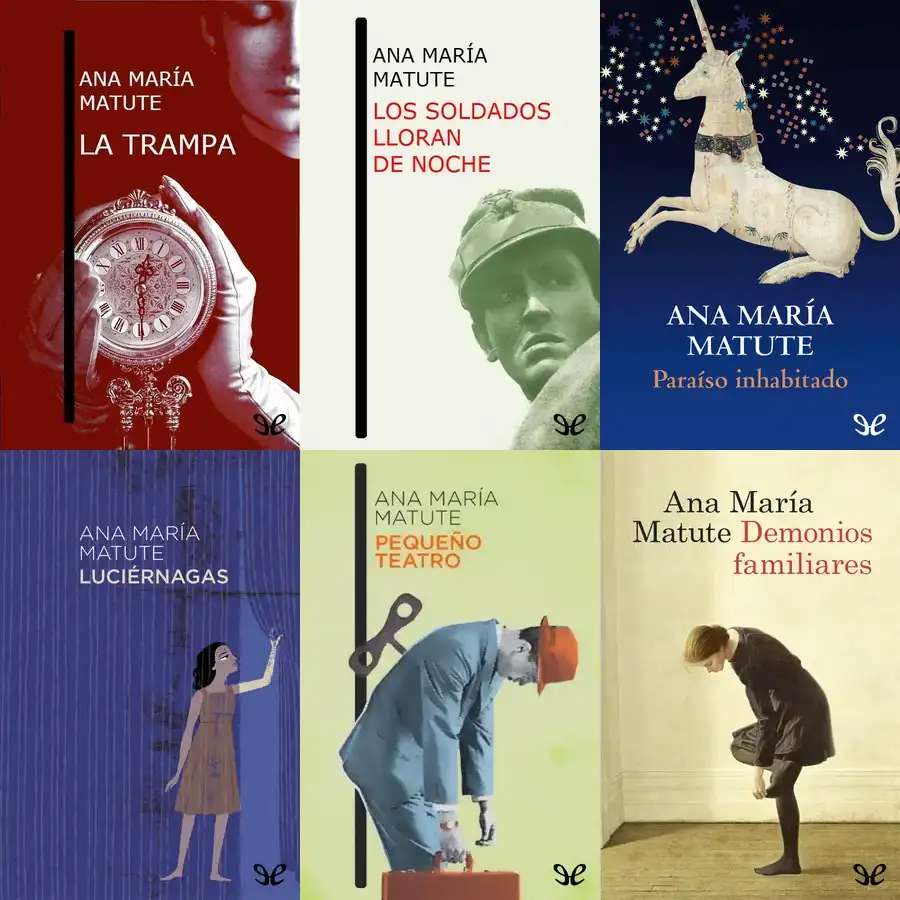 ANA MARÍA
MATUTE
LA TRAMPA
XII
ANA MARÍA
MATUTE
LOS SOLDADOS
LLORAN
DE NOCHE
ANA MARÍA
MATUTE
Paraíso inhabitado
ANA MARÍA
MATUTE
LUCIÉRNAGAS
ANA MARÍA
MATUTE
PEQUEÑO
TEATRO
Ana María
Matute Demonios
familiares